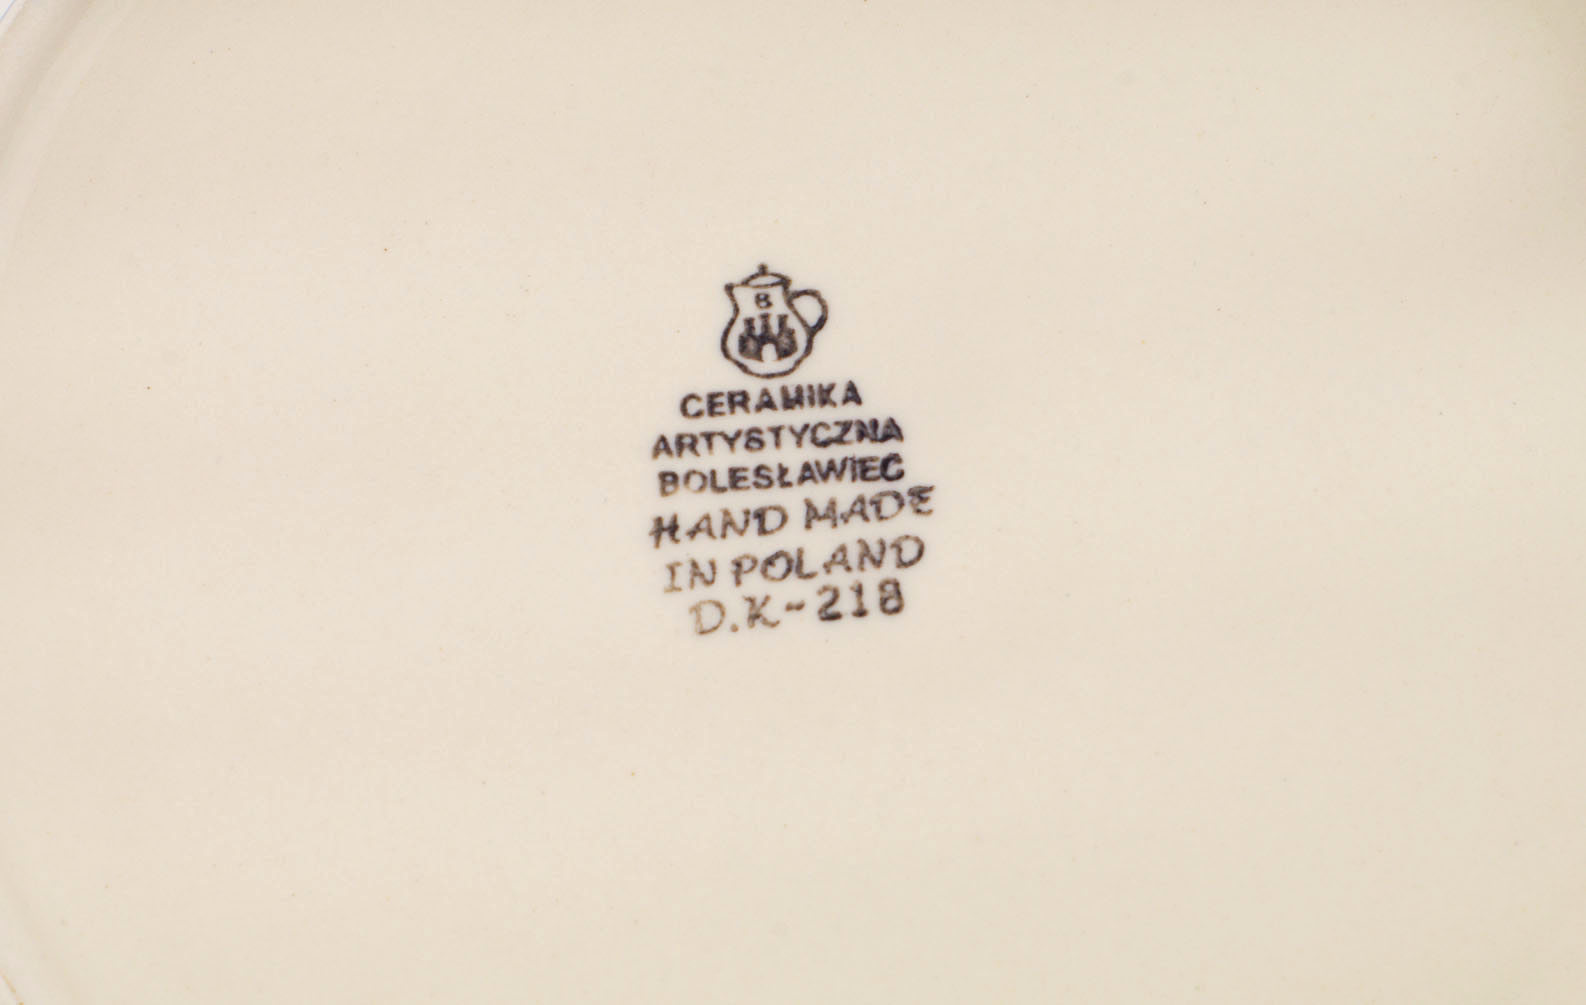 B
CERAMIKA
ARTYSTYCZNA
BOLESŁAWIEC
HAND MADE
IN POLAND
D.K-218